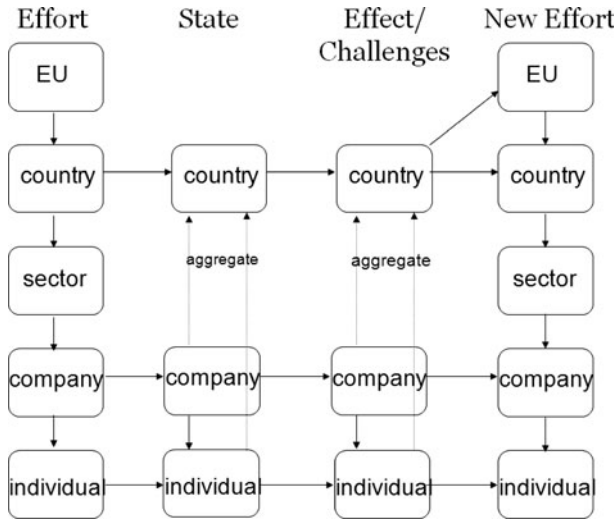 Effort State Effect/ New Effort
Challenges
EU EU
country country country country
aggregate aggregate
sector sector
company company company company
individual individual individual individual